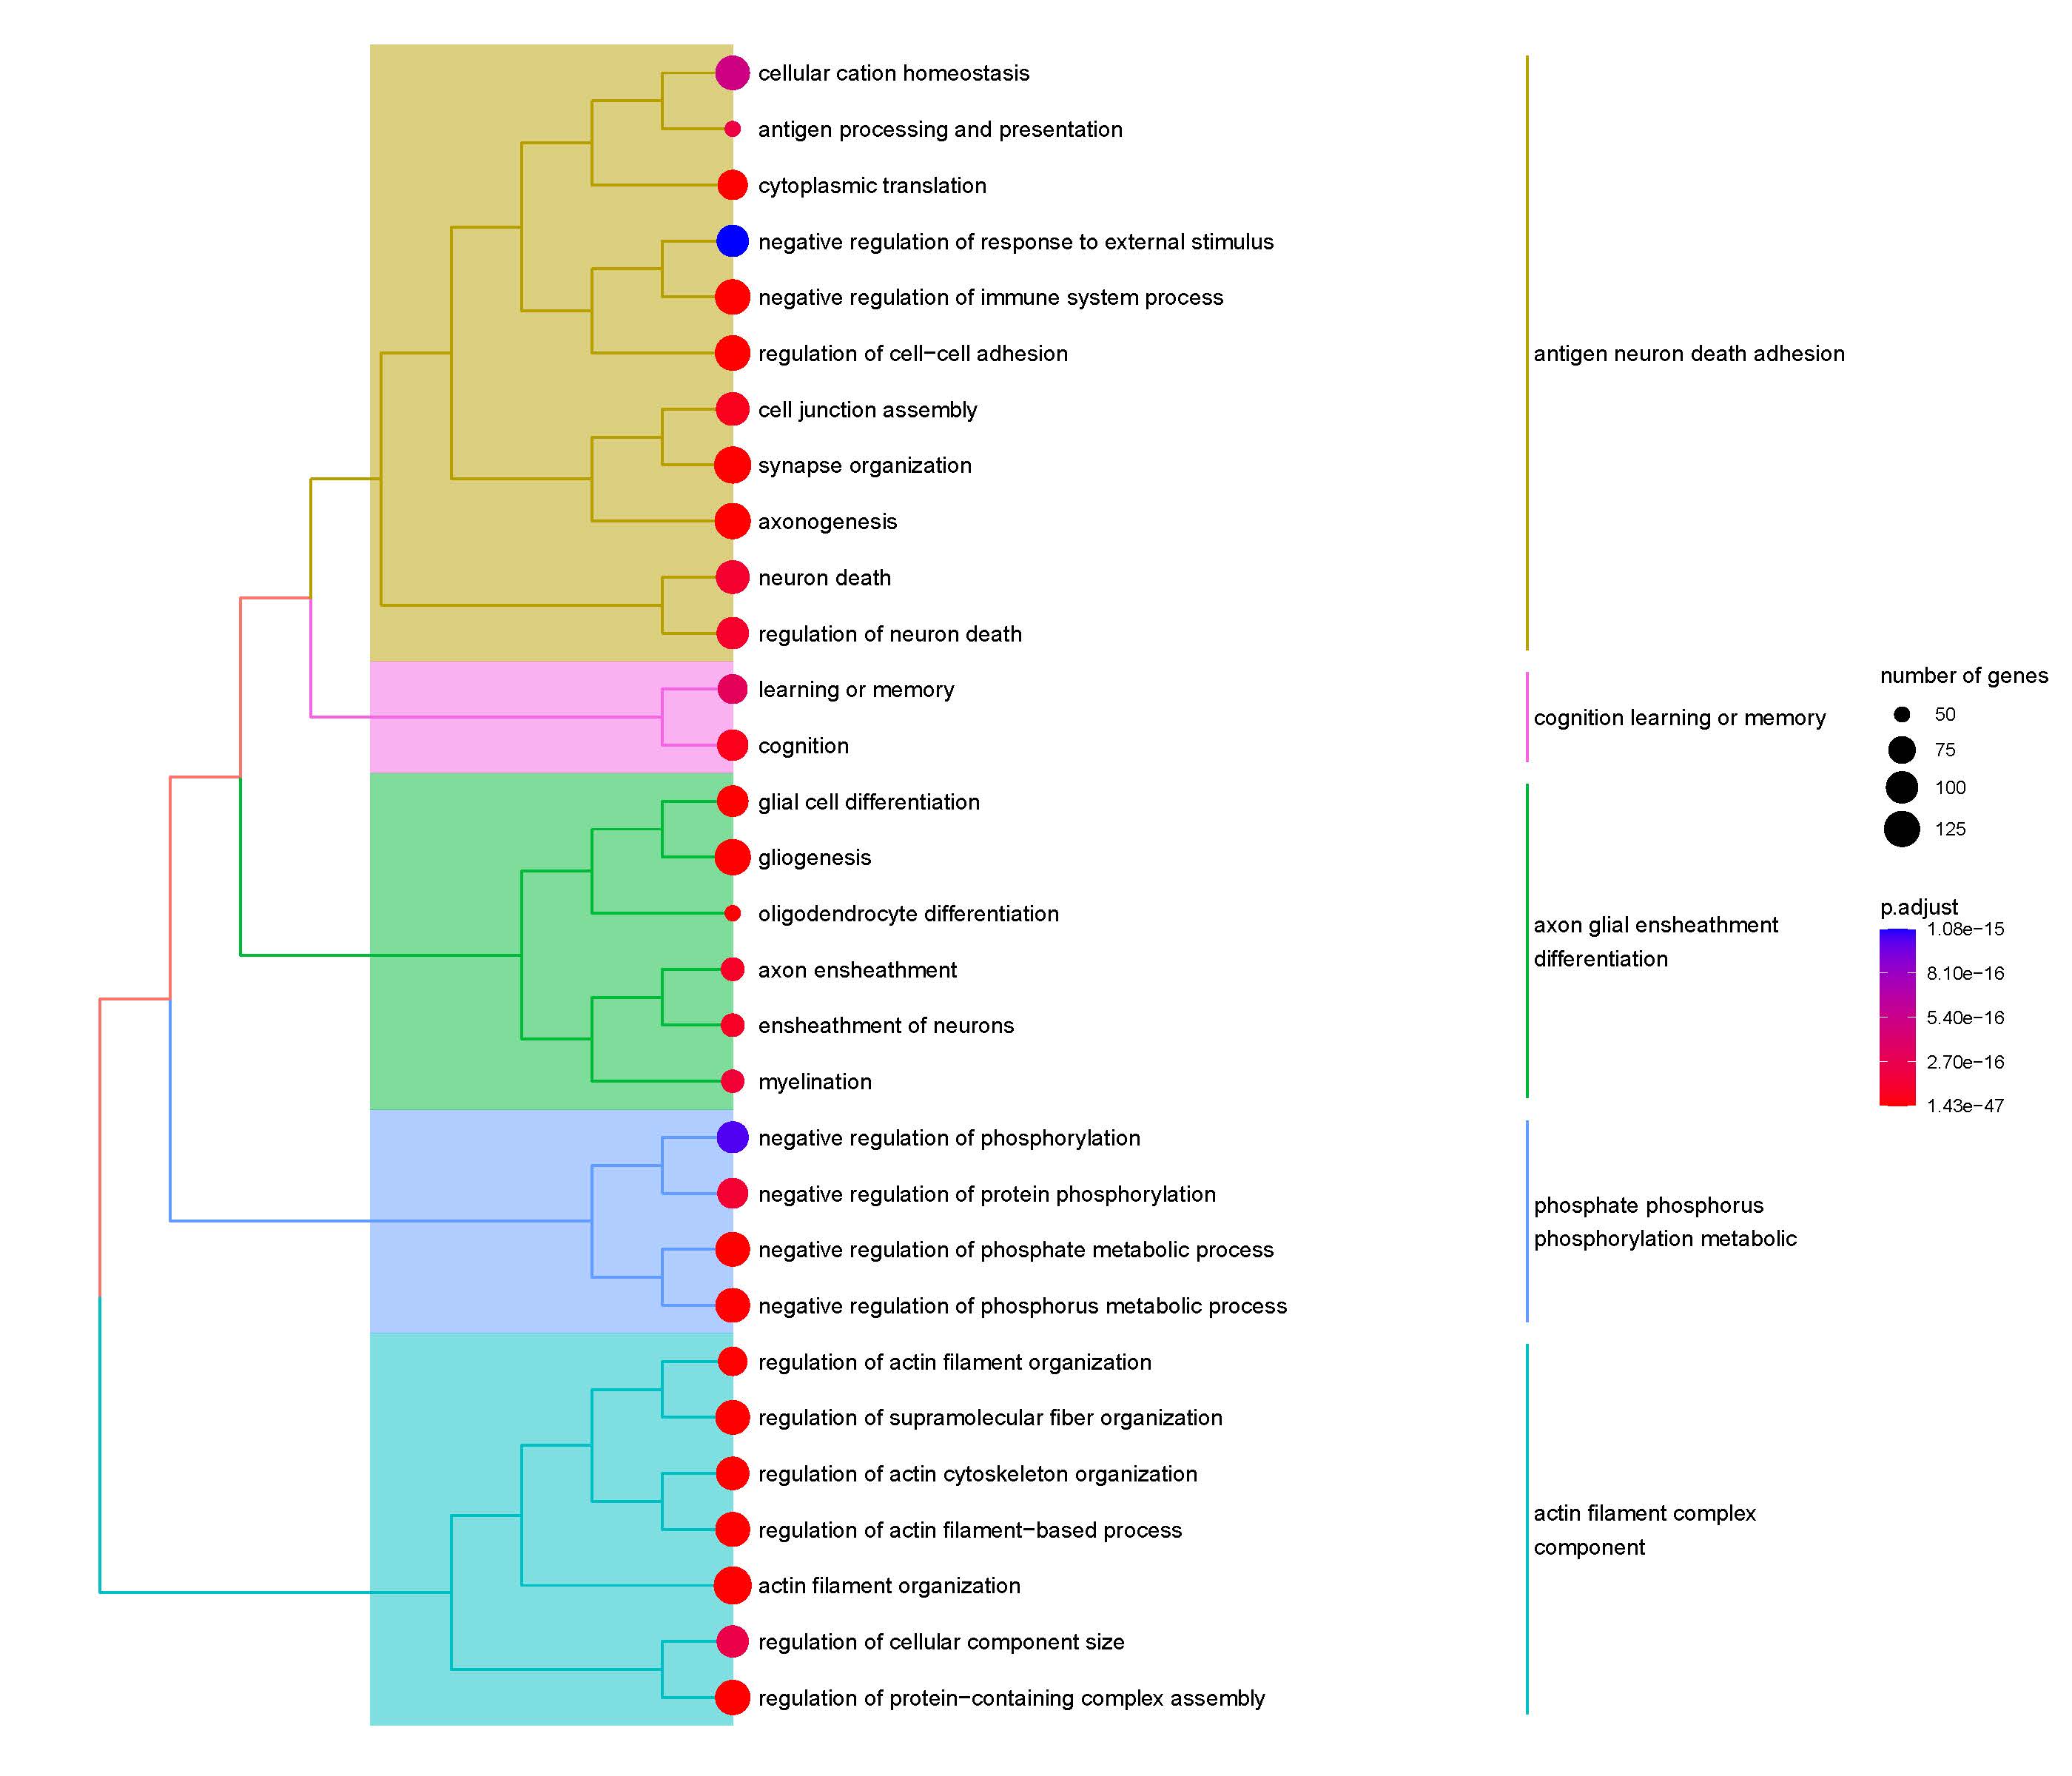 cellular cation homeostasis
antigen processing and presentation
cytoplasmic translation
negative regulation of response to external stimulus
negative regulation of immune system process
regulation of cell−cell adhesion
cell junction assembly
synapse organization
axonogenesis
neuron death
regulation of neuron death
learning or memory
cognition
glial cell differentiation
gliogenesis
oligodendrocyte differentiation
axon ensheathment
ensheathment of neurons
myelination
negative regulation of phosphorylation
negative regulation of protein phosphorylation
negative regulation of phosphate metabolic process
negative regulation of phosphorus metabolic process
regulation of actin filament organization
regulation of supramolecular fiber organization
regulation of actin cytoskeleton organization
regulation of actin filament−based process
actin filament organization
regulation of cellular component size
regulation of protein−containing complex assembly
antigen neuron death adhesion
cognition learning or memory
axon glial ensheathment
differentiation
phosphate phosphorus
phosphorylation metabolic
actin filament complex
component
number of genes
50
75
100
125
p.adjust
1.08e−15
8.10e−16
5.40e−16
2.70e−16
1.43e−47